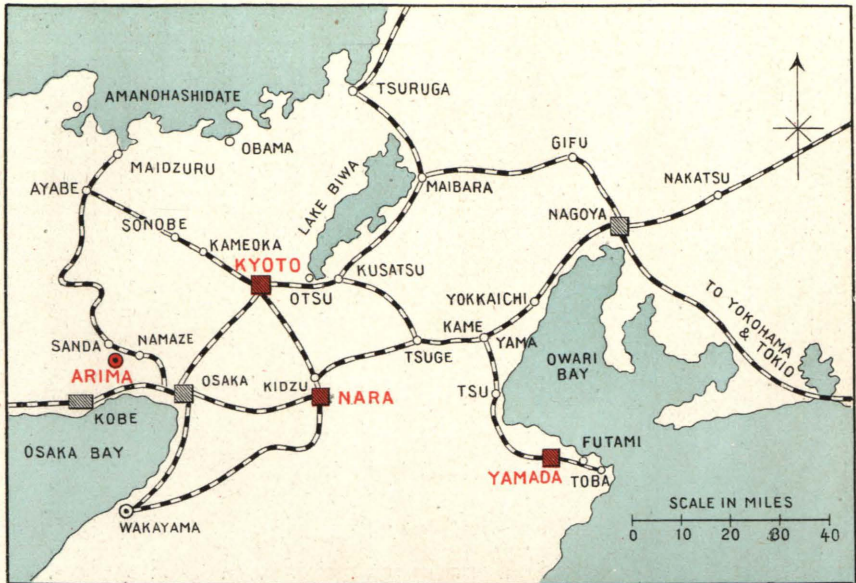 AMANOHASHIDATE
TSURUGA
OBAMA
MAIDZURU
GIFU
AYABE
LAKE BIWA
MAIBARA
NAKATSU
SONOBE
NAGOYA
KAMEOKA
KYOTO
KUSATSU
OTSU
YOKKAICHI
TO YOKOHAMA
& TOKIO
KAME
YAMA
SANDA
NAMAZE
TSUGE
OWARI
BAY
ARIMA
OSAKA
KIDZU
NARA
TSU
KOBE
OSAKA BAY
FUTAMI
YAMADA
TOBA
WAKAYAMA
SCALE IN MILES
0 10 20 30 40